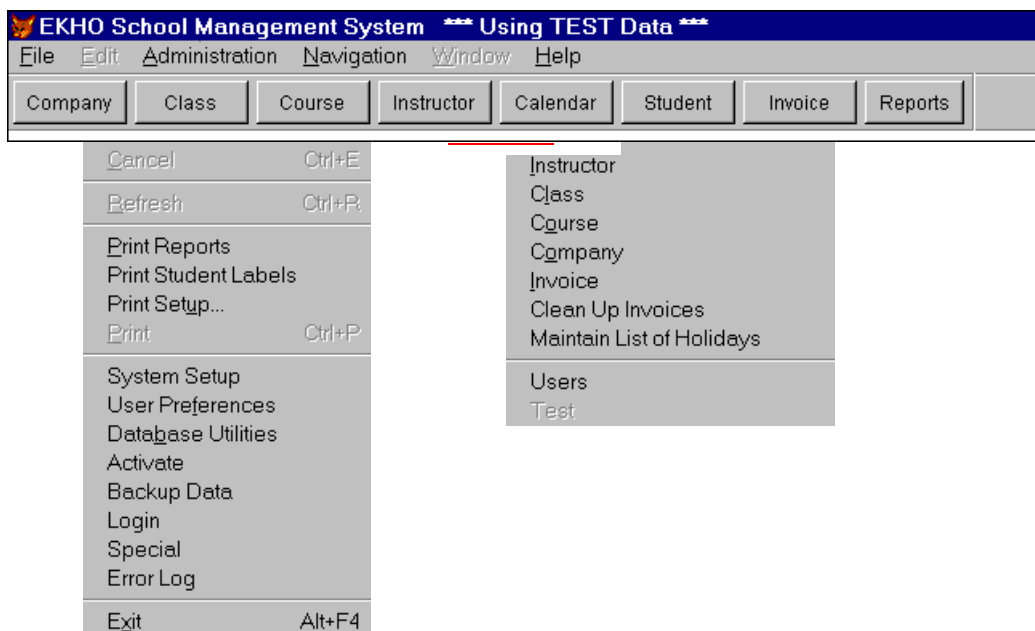 EKHO School Management System *** Using TEST Data ***
File Edit Administration Navigation Window Help
Company Class Course Instructor Calendar Student Invoice Reports
Cancel Ctrl+E
Refresh Ctrl+R
Print Reports
Print Student Labels
Print Setup...
Print Ctrl+P
System Setup
User Preferences
Database Utilities
Activate
Backup Data
Login
Special
Error Log
Exit Alt+F4
Instructor
Class
Course
Company
Invoice
Clean Up Invoices
Maintain List of Holidays
Users
Test